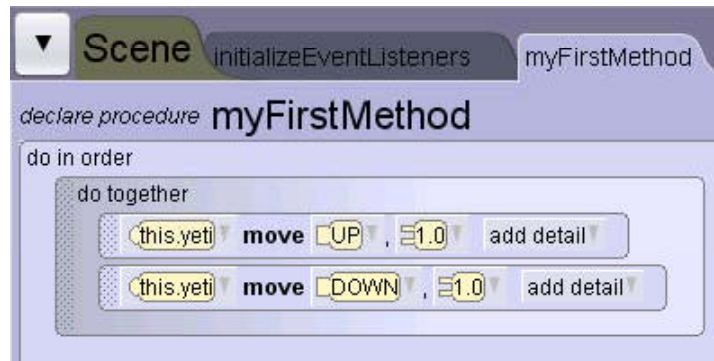 Scene initializeEventListeners myFirstMethod
declare procedure myFirstMethod
do in order
do together
this.yeti move UP , 1.0 add detail
this.yeti move DOWN , 1.0 add detail